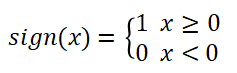 sign(x) = {1 x ≥ 0
0 x < 0